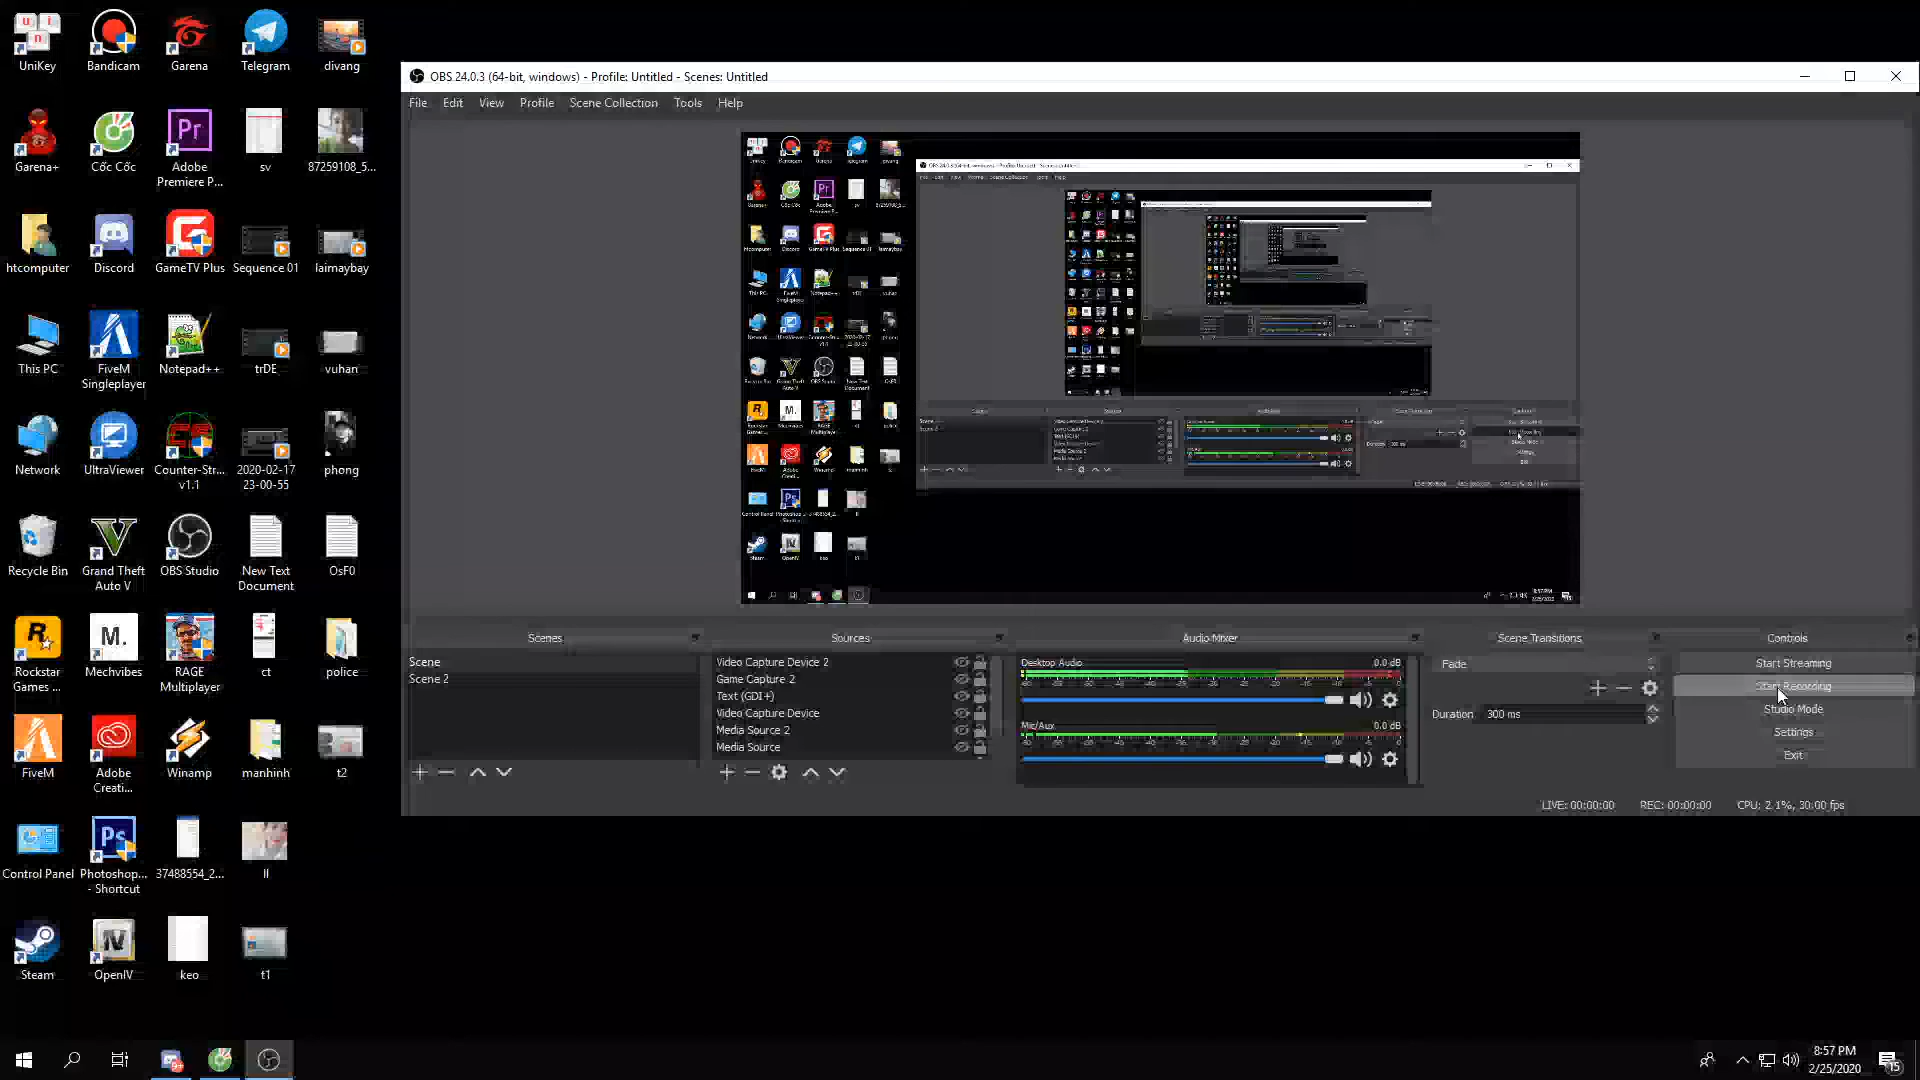 UniKey
Bandicam
Garena
Telegram
divang
Garena+
Cốc Cốc
Adobe
Premiere P...
sv
87259108_5...
htcomputer
Discord
GameTV Plus
Sequence 01
laimaybay
This PC
FiveM
Singleplayer
Notepad++
trDE
vuhan
Network
UltraViewer
Counter-Str...
v1.1
2020-02-17
23-00-55
phong
Recycle Bin
Grand Theft
Auto V
OBS Studio
New Text
Document
OsF0
Rockstar
Games ...
Mechvibes
RAGE
Multiplayer
ct
police
FiveM
Adobe
Creati...
Winamp
manhinh
t2
Control Panel
Photoshop...
- Shortcut
37488554_2...
ll
Steam
OpenIV
keo
t1
OBS 24.0.3 (64-bit, windows) - Profile: Untitled - Scenes: Untitled
File Edit View Profile Scene Collection Tools Help
Scenes
Scene
Scene 2
Sources
Video Capture Device 2
Game Capture 2
Text (GDI+)
Video Capture Device
Media Source 2
Media Source
Audio Mixer
Desktop Audio 0.0 dB
Mic/Aux 0.0 dB
Scene Transitions
Fade
Duration 300 ms
Controls
Start Streaming
Start Recording
Studio Mode
Settings
Exit
LIVE: 00:00:00 REC: 00:00:00 CPU: 2.1%, 30.00 fps
8:57 PM
2/25/2020
15